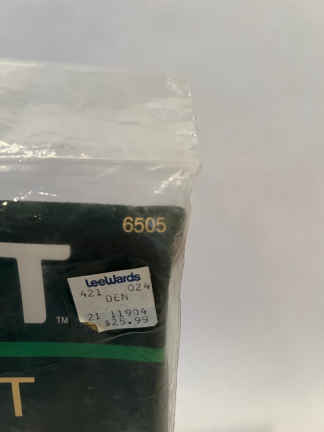 6505
T
TM
LeeWards
421 024
DEN
21 11904
$25.99
T